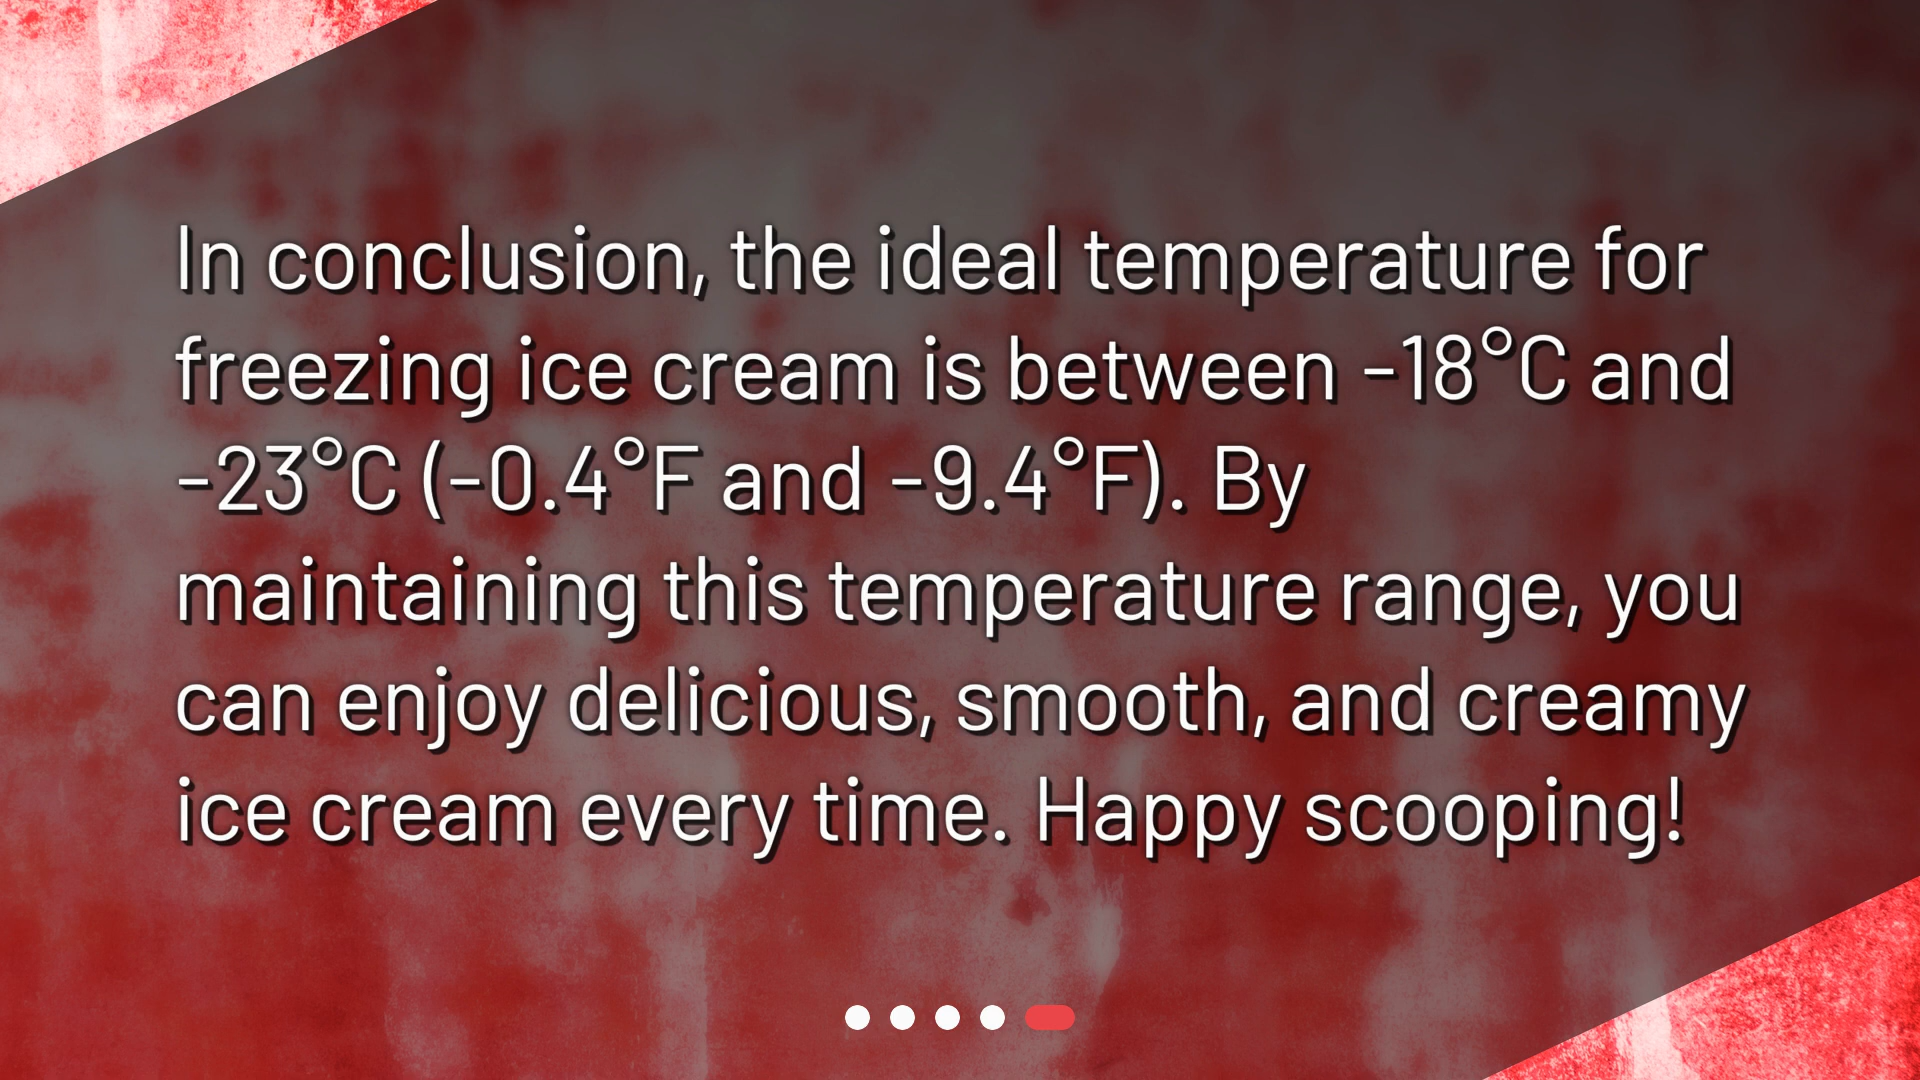 In conclusion, the ideal temperature for
freezing ice cream is between -18°C and
-23°C (-0.4°F and -9.4°F). By
maintaining this temperature range, you
can enjoy delicious, smooth, and creamy
ice cream every time. Happy scooping!